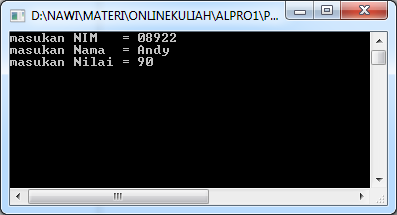 D:\NAWI\MATERI\ONLINEKULIAH\ALPRO1\P...
masukan NIM   = 08922
masukan Nama  = Andy
masukan Nilai = 90